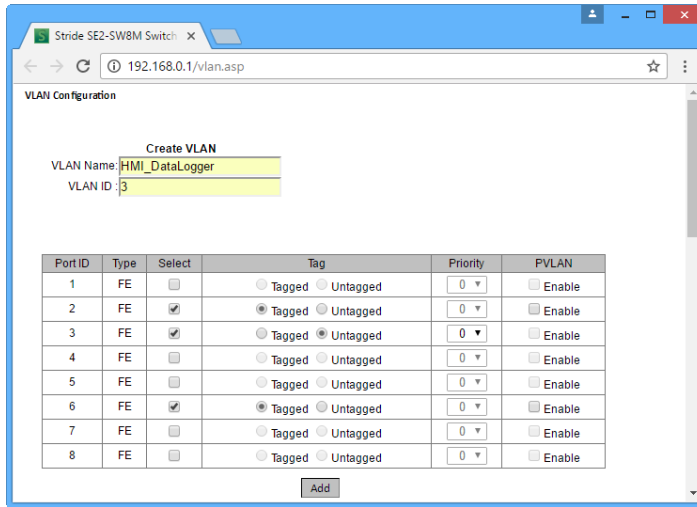 Stride SE2-SW8M Switch
192.168.0.1/vlan.asp
VLAN Configuration
Create VLAN
VLAN Name: HMI_DataLogger
VLAN ID : 3
Port ID Type Select Tag Priority PVLAN
1 FE Tagged Untagged 0 Enable
2 FE Tagged Untagged 0 Enable
3 FE Tagged Untagged 0 Enable
4 FE Tagged Untagged 0 Enable
5 FE Tagged Untagged 0 Enable
6 FE Tagged Untagged 0 Enable
7 FE Tagged Untagged 0 Enable
8 FE Tagged Untagged 0 Enable
Add